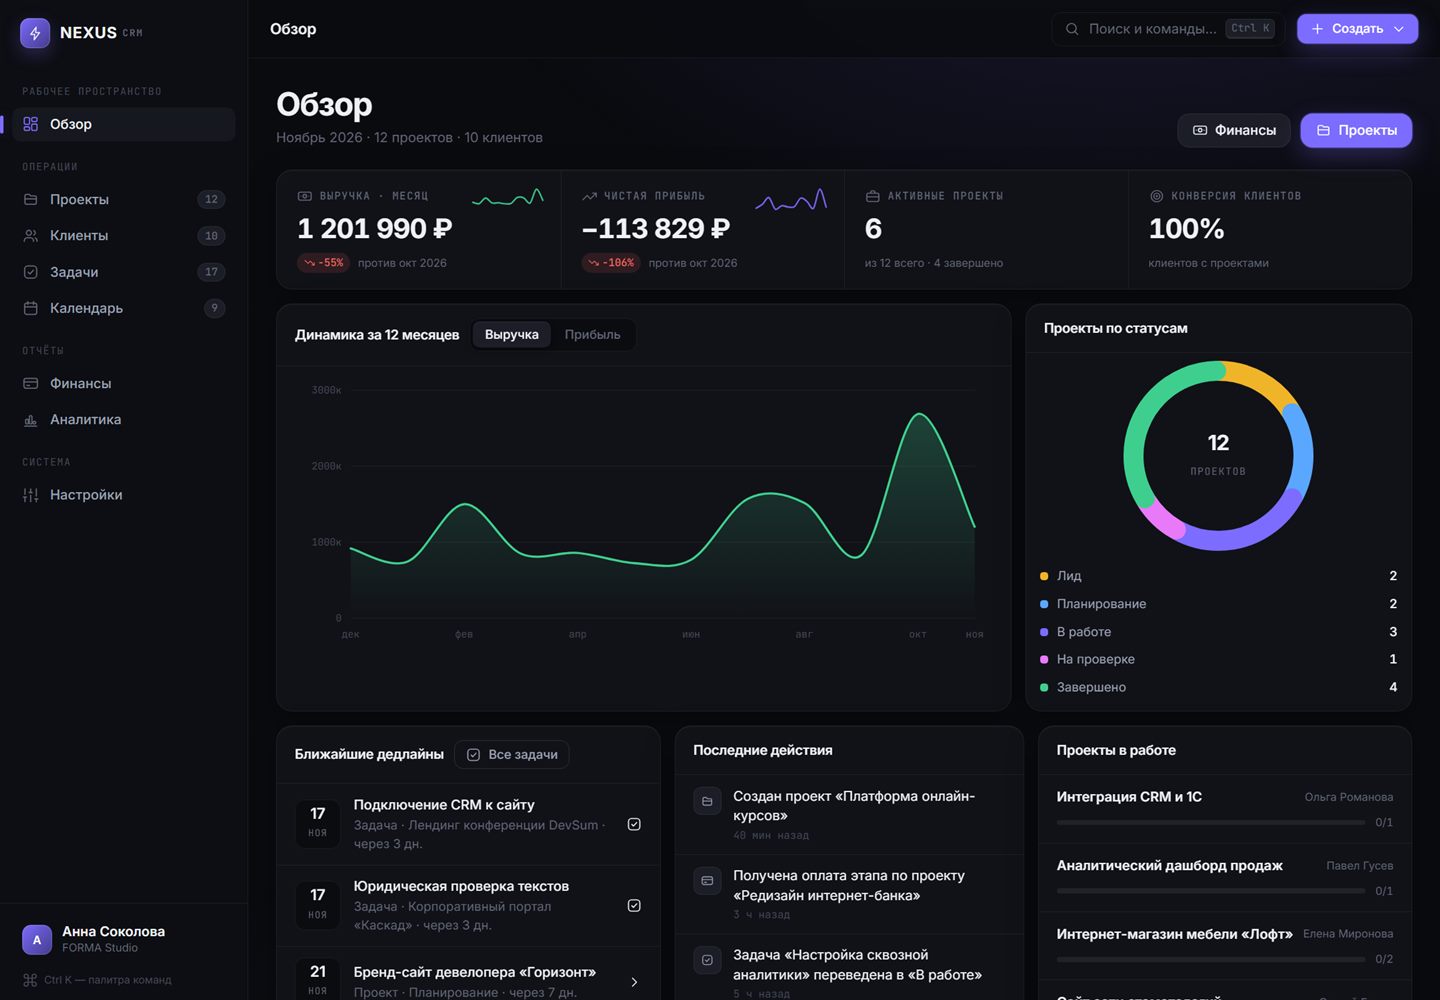 NEXUS CRM
РАБОЧЕЕ ПРОСТРАНСТВО
Обзор
ОПЕРАЦИИ
Проекты 12
Клиенты 10
Задачи 17
Календарь 9
ОТЧЁТЫ
Финансы
Аналитика
СИСТЕМА
Настройки
А
Анна Соколова
FORMA Studio
Ctrl K — палитра команд
Обзор
Поиск и команды... Ctrl K
Создать
Обзор
Ноябрь 2026 · 12 проектов · 10 клиентов
Финансы
Проекты
ВЫРУЧКА · МЕСЯЦ
1 201 990 ₽
-55% против окт 2026
ЧИСТАЯ ПРИБЫЛЬ
−113 829 ₽
-106% против окт 2026
АКТИВНЫЕ ПРОЕКТЫ
6
из 12 всего · 4 завершено
КОНВЕРСИЯ КЛИЕНТОВ
100%
клиентов с проектами
Динамика за 12 месяцев
Выручка
Прибыль
3000к
2000к
1000к
0
дек фев апр июн авг окт ноя
Проекты по статусам
12
ПРОЕКТОВ
Лид 2
Планирование 2
В работе 3
На проверке 1
Завершено 4
Ближайшие дедлайны
Все задачи
17
НОЯ
Подключение CRM к сайту
Задача · Лендинг конференции DevSum ·
через 3 дн.
17
НОЯ
Юридическая проверка текстов
Задача · Корпоративный портал
«Каскад» · через 3 дн.
21
НОЯ
Бренд-сайт девелопера «Горизонт»
Проект · Планирование · через 7 дн.
Последние действия
Создан проект «Платформа онлайн-
курсов»
40 мин назад
Получена оплата этапа по проекту
«Редизайн интернет-банка»
3 ч назад
Задача «Настройка сквозной
аналитики» переведена в «В работе»
5 ч назад
Проекты в работе
Интеграция CRM и 1С Ольга Романова
0/1
Аналитический дашборд продаж Павел Гусев
0/1
Интернет-магазин мебели «Лофт» Елена Миронова
0/2